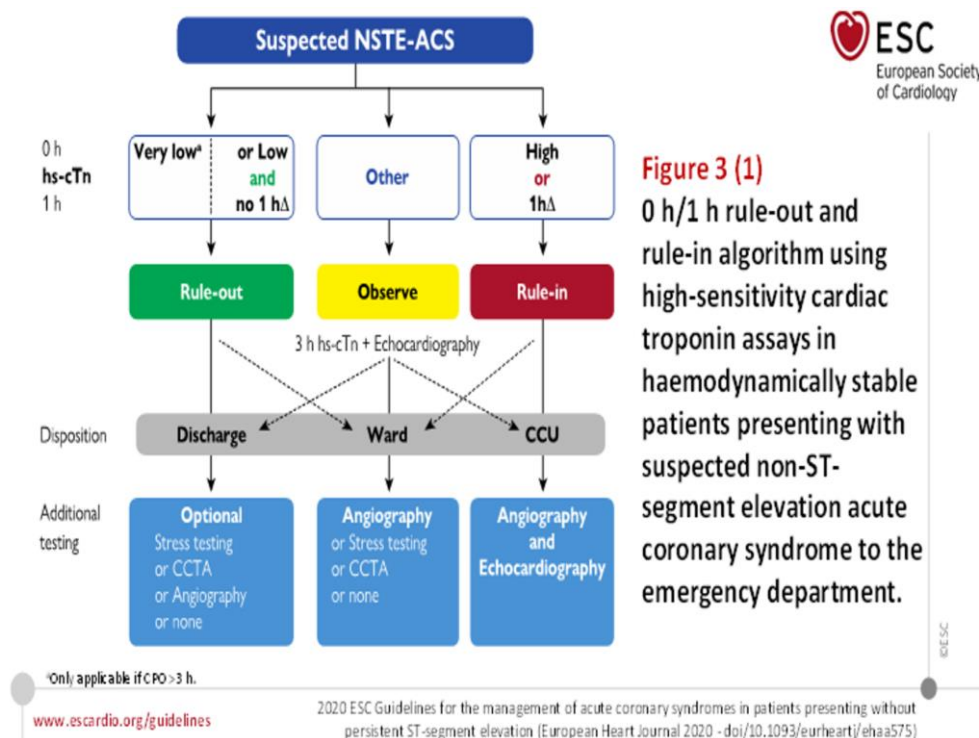 Suspected NSTE-ACS
ESC
European Society
of Cardiology
0 h
hs-cTn
1 h
Very lowᵃ
or Low
and
no 1 hΔ
Other
High
or
1hΔ
Rule-out
Observe
Rule-in
3 h hs-cTn + Echocardiography
Disposition
Discharge
Ward
CCU
Additional
testing
Optional
Stress testing
or CCTA
or Angiography
or none
Angiography
or Stress testing
or CCTA
or none
Angiography
and
Echocardiography
Figure 3 (1)
0 h/1 h rule-out and
rule-in algorithm using
high-sensitivity cardiac
troponin assays in
haemodynamically stable
patients presenting with
suspected non-ST-
segment elevation acute
coronary syndrome to the
emergency department.
©ESC
ᵃOnly applicable if CPO >3 h.
www.escardio.org/guidelines
2020 ESC Guidelines for the management of acute coronary syndromes in patients presenting without
persistent ST-segment elevation (European Heart Journal 2020 - doi/10.1093/eurheartj/ehaa575)